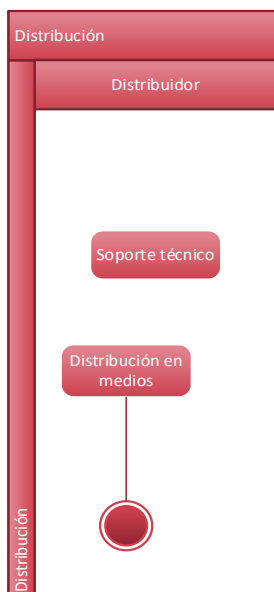 Distribución
Distribuidor
Soporte técnico
Distribución en
medios
Distribución